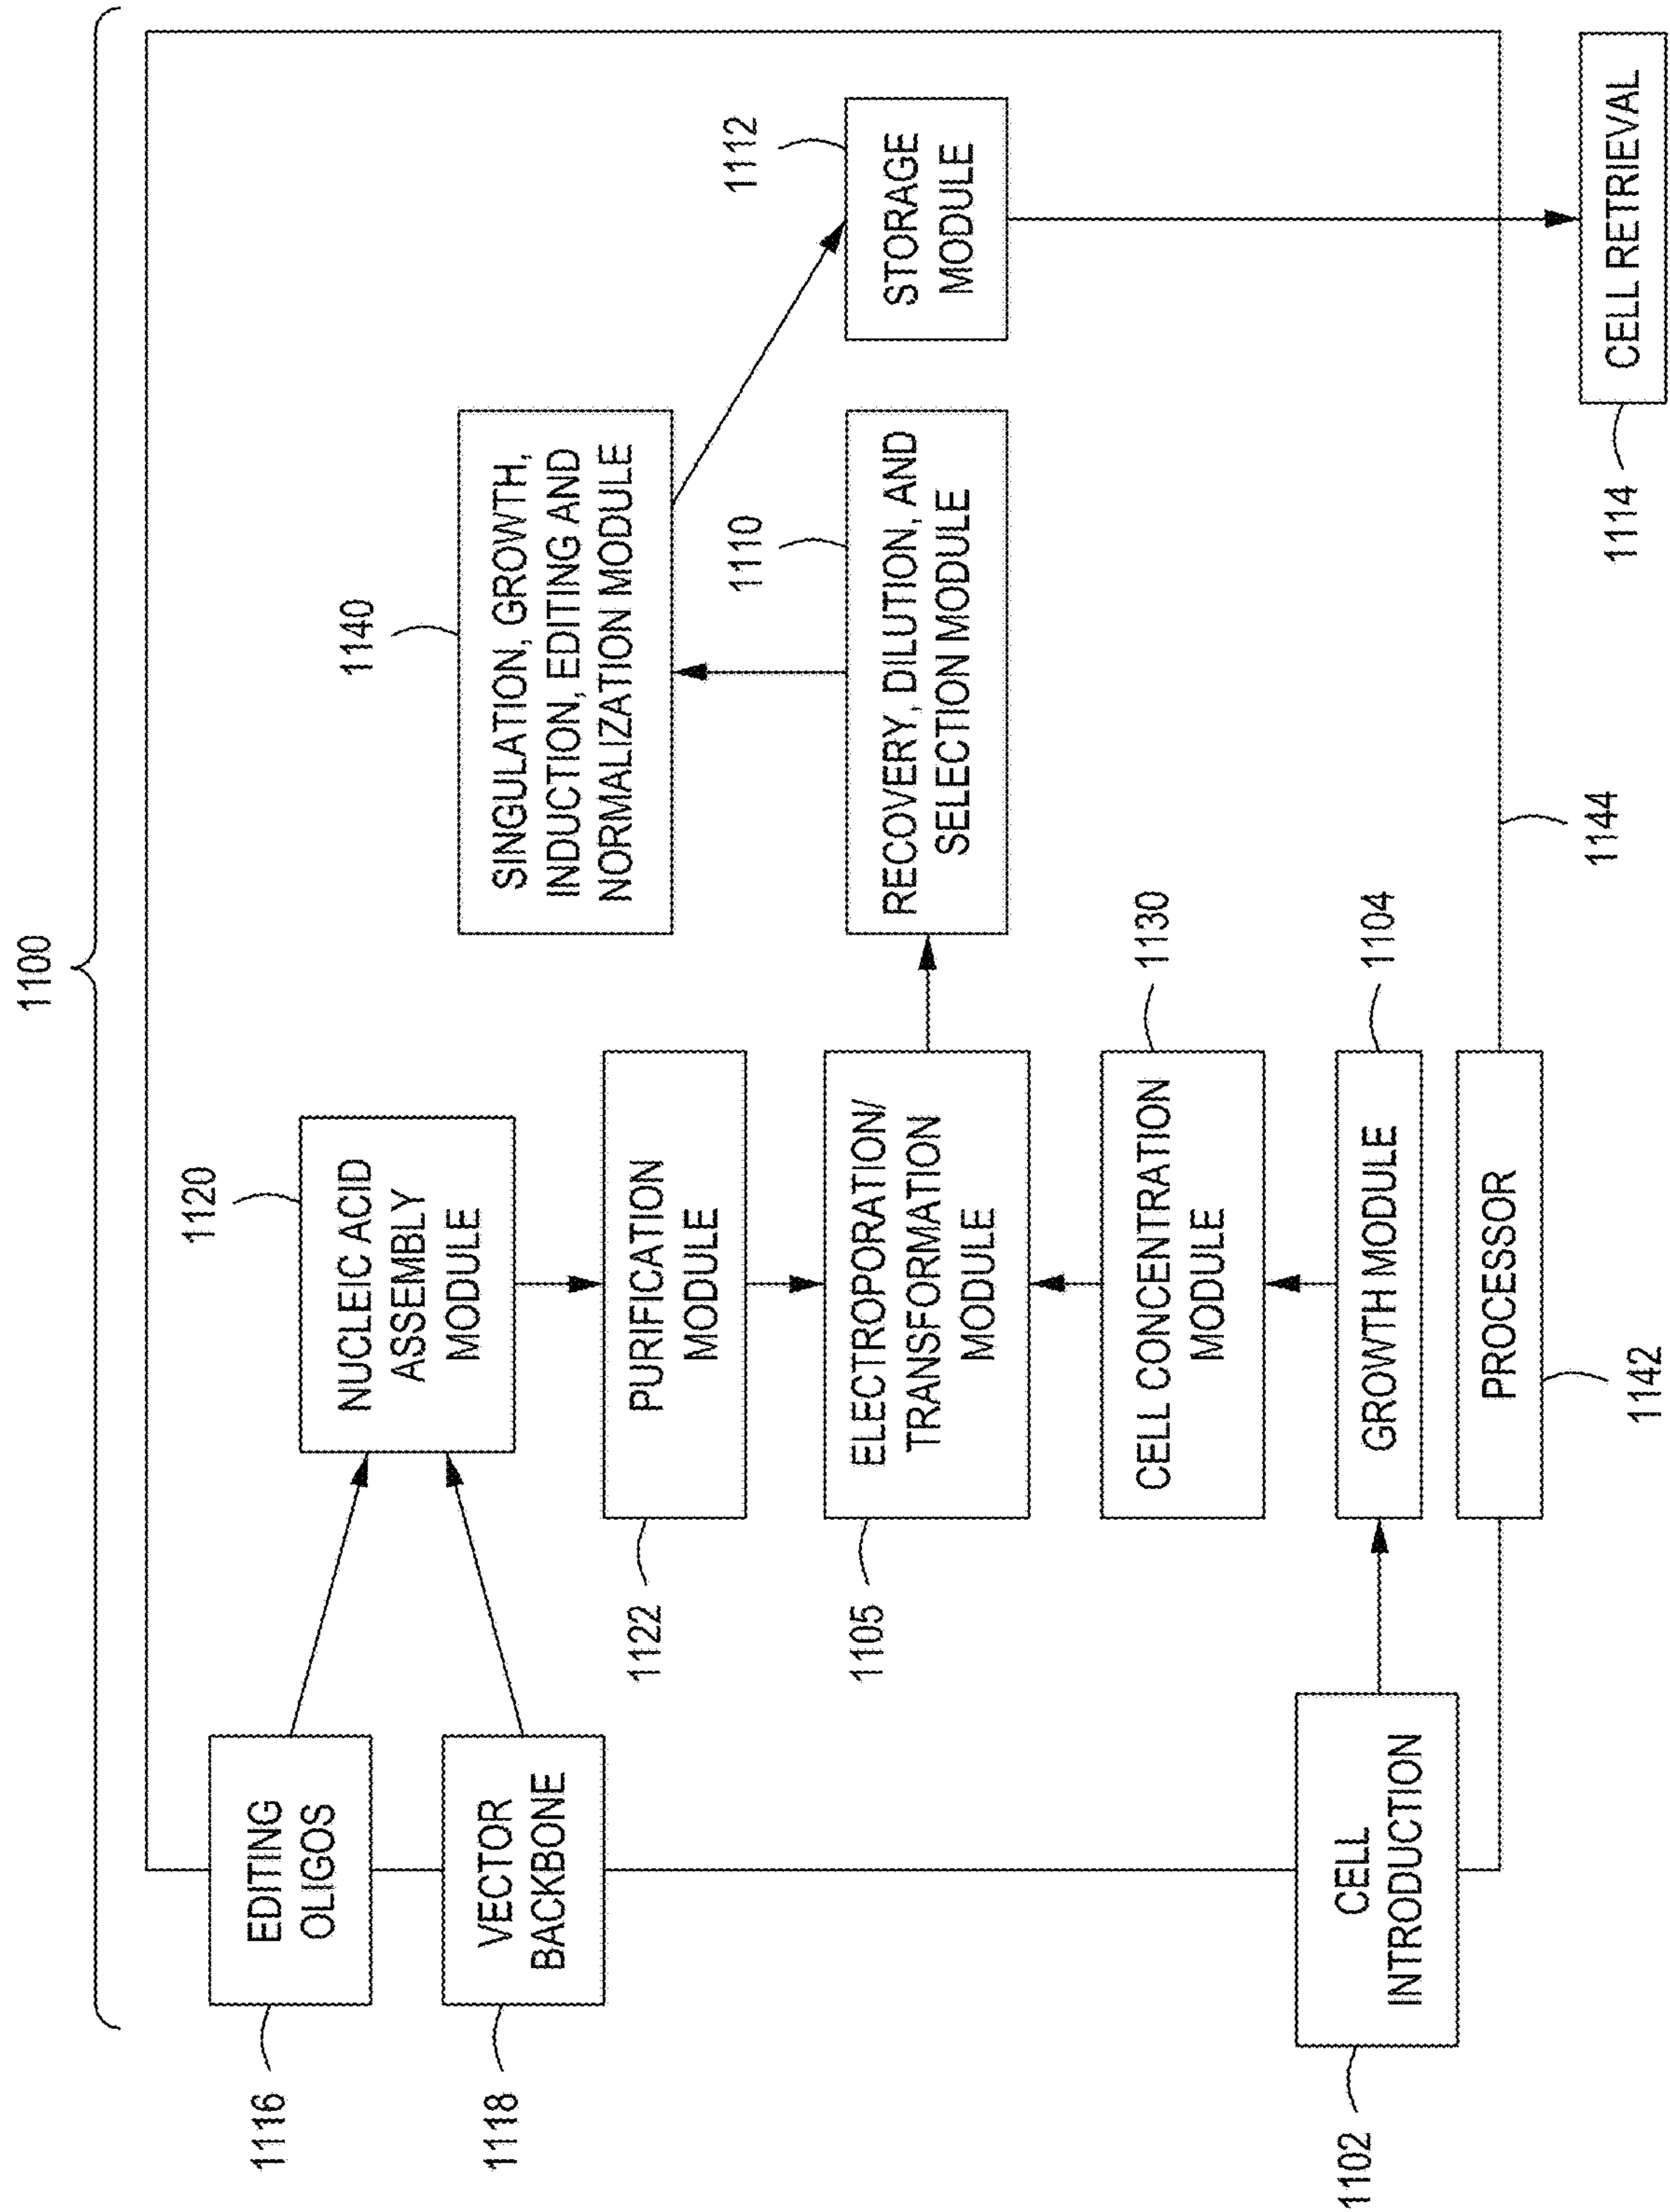 1100
1116
EDITING
OLIGOS
1118
VECTOR
BACKBONE
1120
NUCLEIC ACID
ASSEMBLY
MODULE
1122
PURIFICATION
MODULE
1105
ELECTROPORATION/
TRANSFORMATION
MODULE
CELL CONCENTRATION
MODULE
1130
1102
CELL
INTRODUCTION
GROWTH MODULE
1104
PROCESSOR
1142
1144
1140
SINGULATION, GROWTH,
INDUCTION, EDITING AND
NORMALIZATION MODULE
1110
RECOVERY, DILUTION, AND
SELECTION MODULE
1112
STORAGE
MODULE
1114
CELL RETRIEVAL